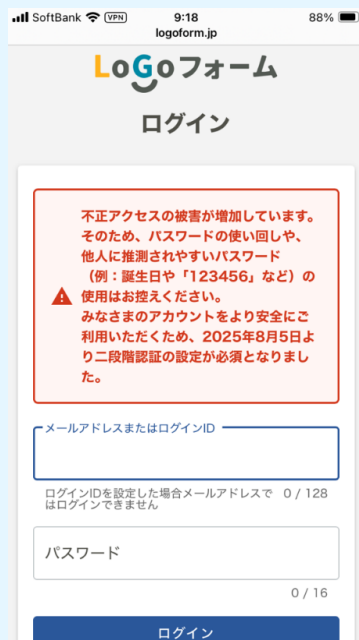 SoftBank VPN 9:18 88%
logoform.jp
LoGoフォーム
ログイン
不正アクセスの被害が増加しています。
そのため、パスワードの使い回しや、
他人に推測されやすいパスワード
（例：誕生日や「123456」など）の
使用はお控えください。
みなさまのアカウントをより安全にご
利用いただくため、2025年8月5日よ
り二段階認証の設定が必須となりまし
た。
メールアドレスまたはログインID
ログインIDを設定した場合メールアドレスで 0 / 128
はログインできません
パスワード
0 / 16
ログイン